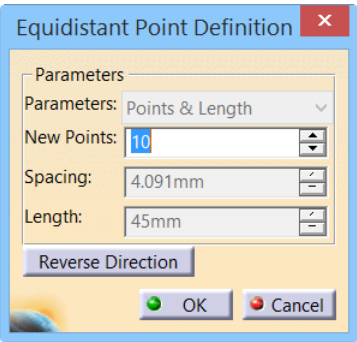 Equidistant Point Definition
Parameters
Parameters: Points & Length
New Points: 10
Spacing: 4.091mm
Length: 45mm
Reverse Direction
OK Cancel